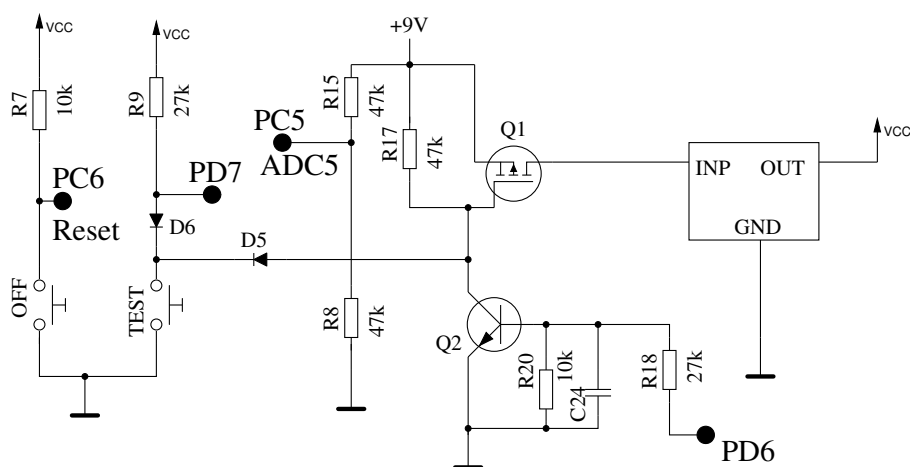 VCC
VCC
+9V
R7
10k
R9
27k
R15
47k
PC5
ADC5
R17
47k
Q1
VCC
INP
OUT
GND
PC6
Reset
PD7
D6
D5
OFF
TEST
R8
47k
Q2
R20
10k
C24
R18
27k
PD6